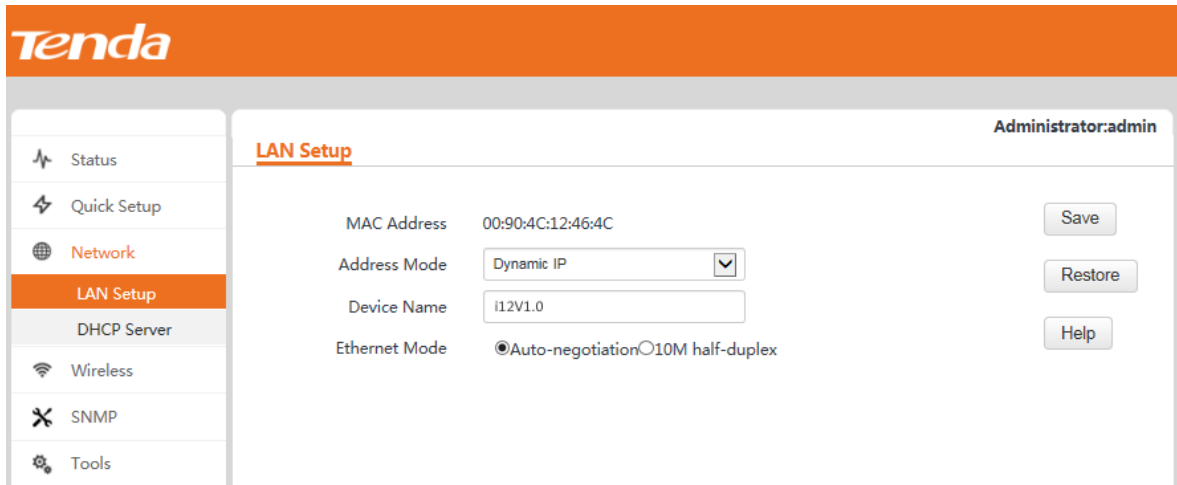 Tenda
Administrator:admin
Status
Quick Setup
Network
LAN Setup
DHCP Server
Wireless
SNMP
Tools
LAN Setup
MAC Address 00:90:4C:12:46:4C
Address Mode Dynamic IP
Device Name i12V1.0
Ethernet Mode Auto-negotiation 10M half-duplex
Save
Restore
Help